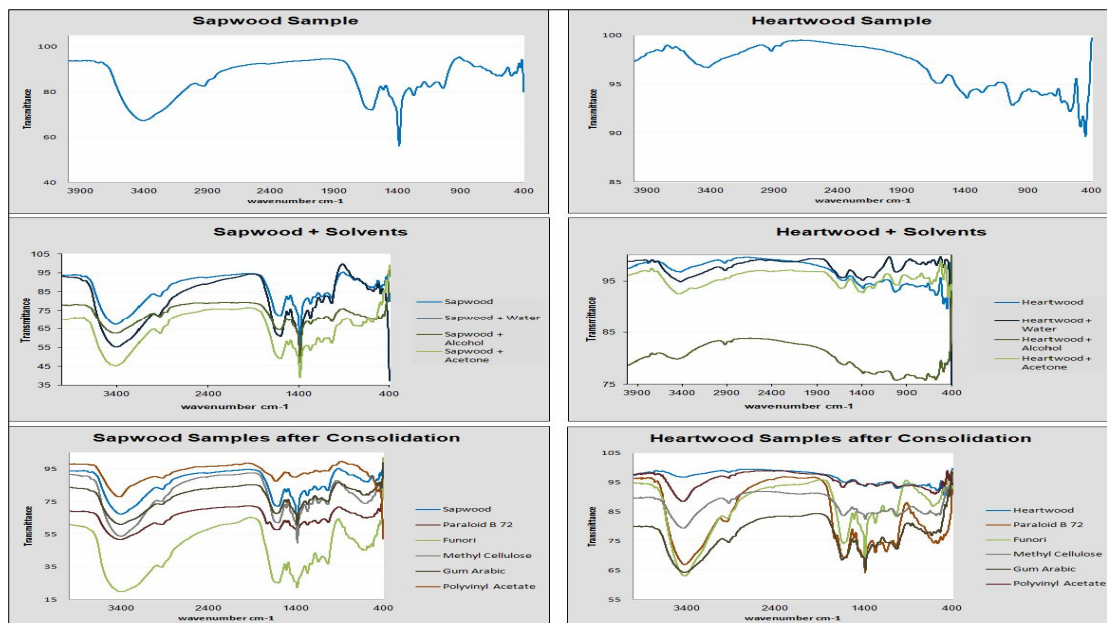 Sapwood Sample
Transmittane
100
80
60
40
3900 3400 2900 2400 1900 1400 900 400
wavenumber cm-1
Heartwood Sample
Transmittane
100
95
90
85
3900 3400 2900 2400 1900 1400 900 400
wavenumber cm-1
Sapwood + Solvents
Transmittane
105
95
85
75
65
55
45
35
3400 2400 1400 400
wavenumber cm-1
Sapwood
Sapwood + Water
Sapwood +
Alcohol
Sapwood +
Acetone
Heartwood + Solvents
Transmittane
95
85
75
3900 3400 2900 2400 1900 1400 900 400
wavenumber cm-1
Heartwood
Heartwood +
Water
Heartwood +
Alcohol
Heartwood +
Acetone
Sapwood Samples after Consolidation
Transmittane
95
75
55
35
15
3400 2400 1400 400
wavenumber cm-1
Sapwood
Paraloid B 72
Funori
Methyl Cellulose
Gum Arabic
Polyvinyl Acetate
Heartwood Samples after Consolidation
Transmittane
105
95
85
75
65
55
3400 2400 1400 400
wavenumber cm-1
Heartwood
Paraloid B 72
Funori
Methyl Cellulose
Gum Arabic
Polyvinyl Acetate